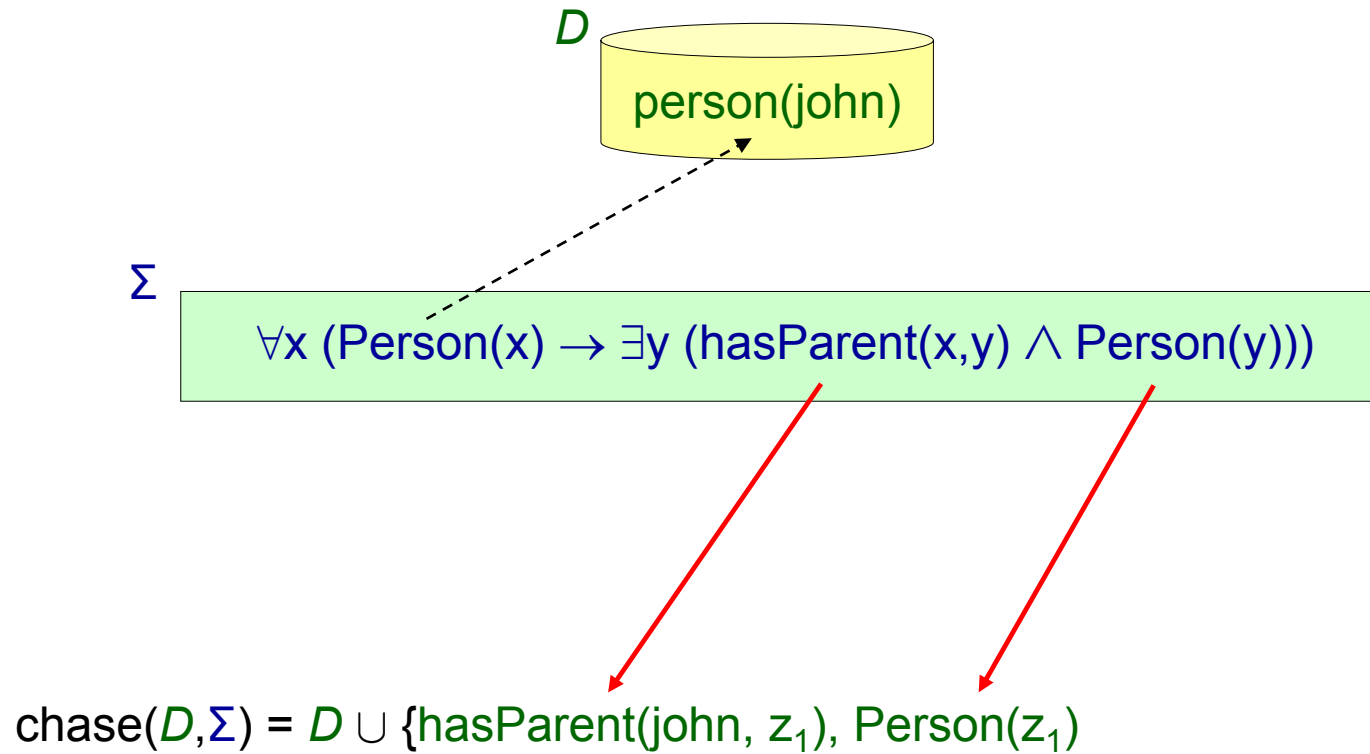 D
person(john)
Σ
∀x (Person(x) → ∃y (hasParent(x,y) ∧ Person(y)))
chase(D,Σ) = D ∪ {hasParent(john, z₁), Person(z₁)